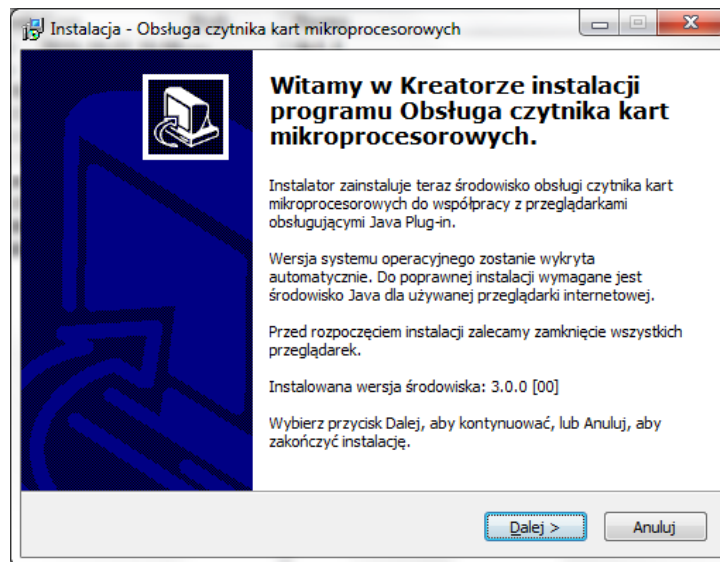 Instalacja - Obsługa czytnika kart mikroprocesorowych
Witamy w Kreatorze instalacji
programu Obsługa czytnika kart
mikroprocesorowych.
Instalator zainstaluje teraz środowisko obsługi czytnika kart
mikroprocesorowych do współpracy z przeglądarkami
obsługującymi Java Plug-in.
Wersja systemu operacyjnego zostanie wykryta
automatycznie. Do poprawnej instalacji wymagane jest
środowisko Java dla używanej przeglądarki internetowej.
Przed rozpoczęciem instalacji zalecamy zamknięcie wszystkich
przeglądarek.
Instalowana wersja środowiska: 3.0.0 [00]
Wybierz przycisk Dalej, aby kontynuować, lub Anuluj, aby
zakończyć instalację.
Dalej > Anuluj